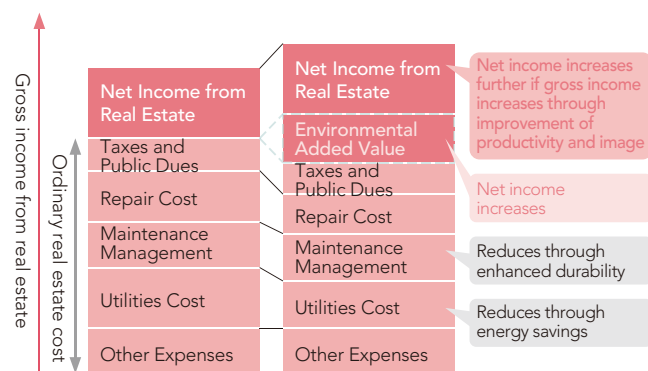 Gross income from real estate
Ordinary real estate cost
Net Income from
Real Estate
Taxes and
Public Dues
Repair Cost
Maintenance
Management
Utilities Cost
Other Expenses
Net Income from
Real Estate
Environmental
Added Value
Taxes and
Public Dues
Repair Cost
Maintenance
Management
Utilities Cost
Other Expenses
Net income increases
further if gross income
increases through
improvement of
productivity and image
Net income
increases
Reduces through
enhanced durability
Reduces through
energy savings